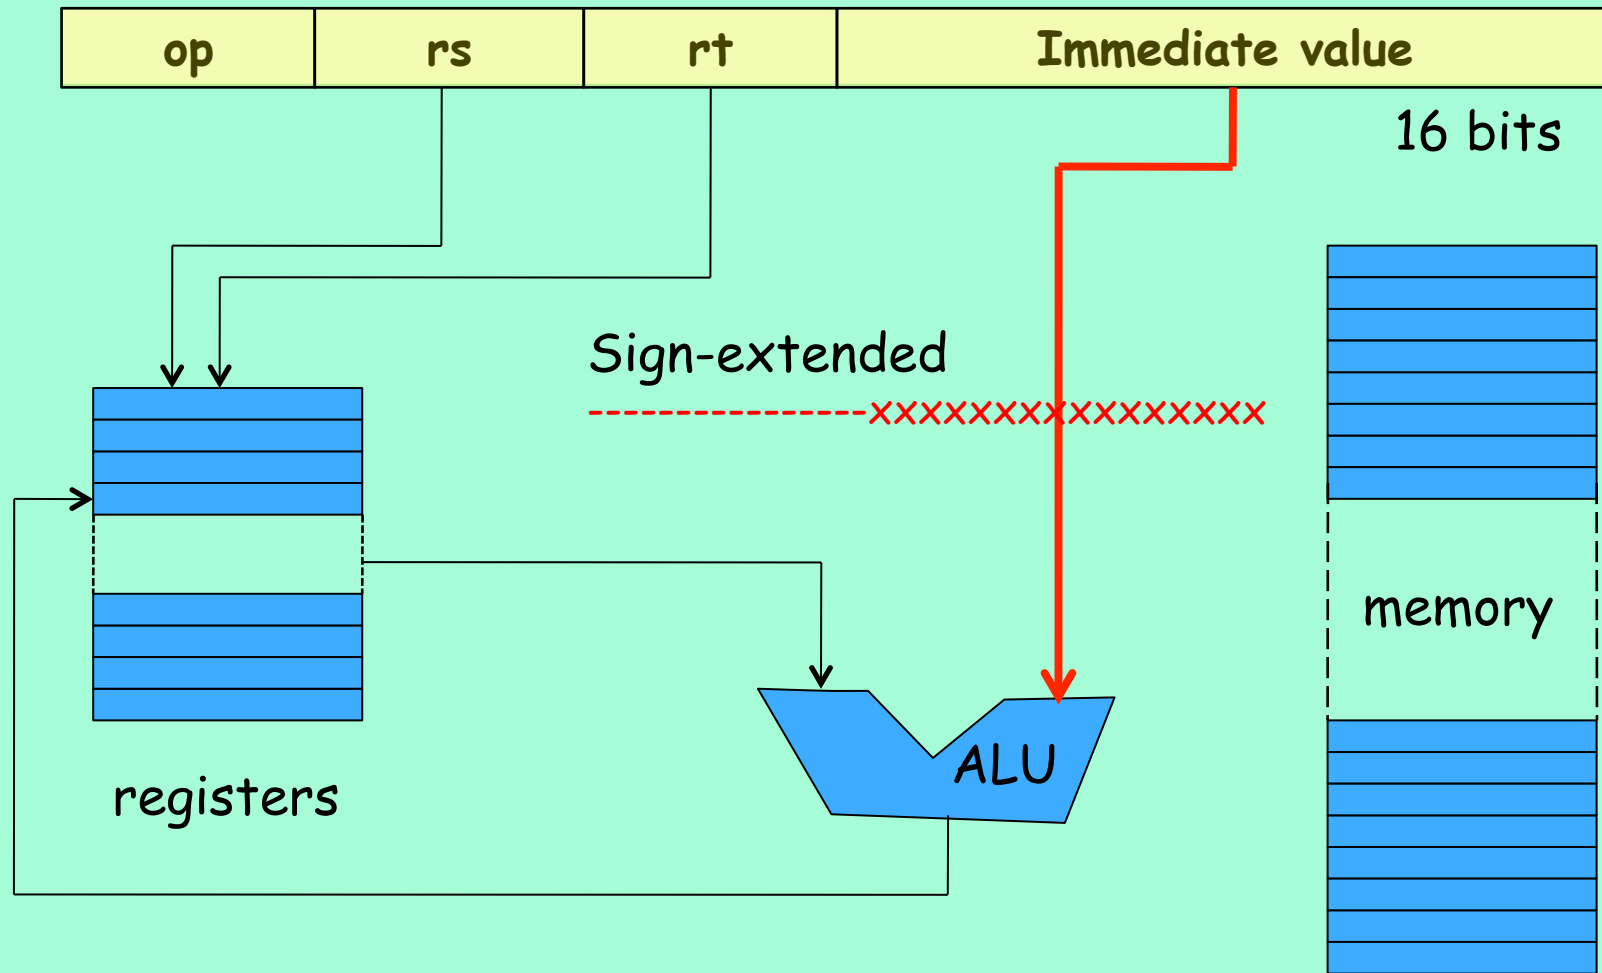 op rs rt Immediate value
16 bits
Sign-extended
----------------xxxxxxxxxxxxxxxx
memory
ALU
registers